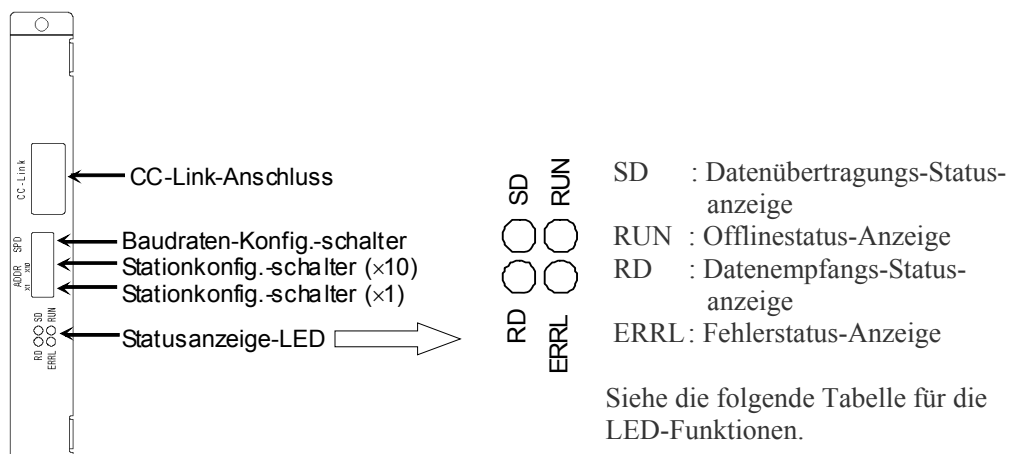 CC-Link
CC-Link-Anschluss
SPD
Baudraten-Konfig.-schalter
ADDR
X10
Stationkonfig.-schalter (×10)
X1
Stationkonfig.-schalter (×1)
SD
RUN
RD
ERRL
Statusanzeige-LED
SD
RUN
RD
ERRL
SD : Datenübertragungs-Status-
anzeige
RUN : Offlinestatus-Anzeige
RD : Datenempfangs-Status-
anzeige
ERRL : Fehlerstatus-Anzeige
Siehe die folgende Tabelle für die
LED-Funktionen.